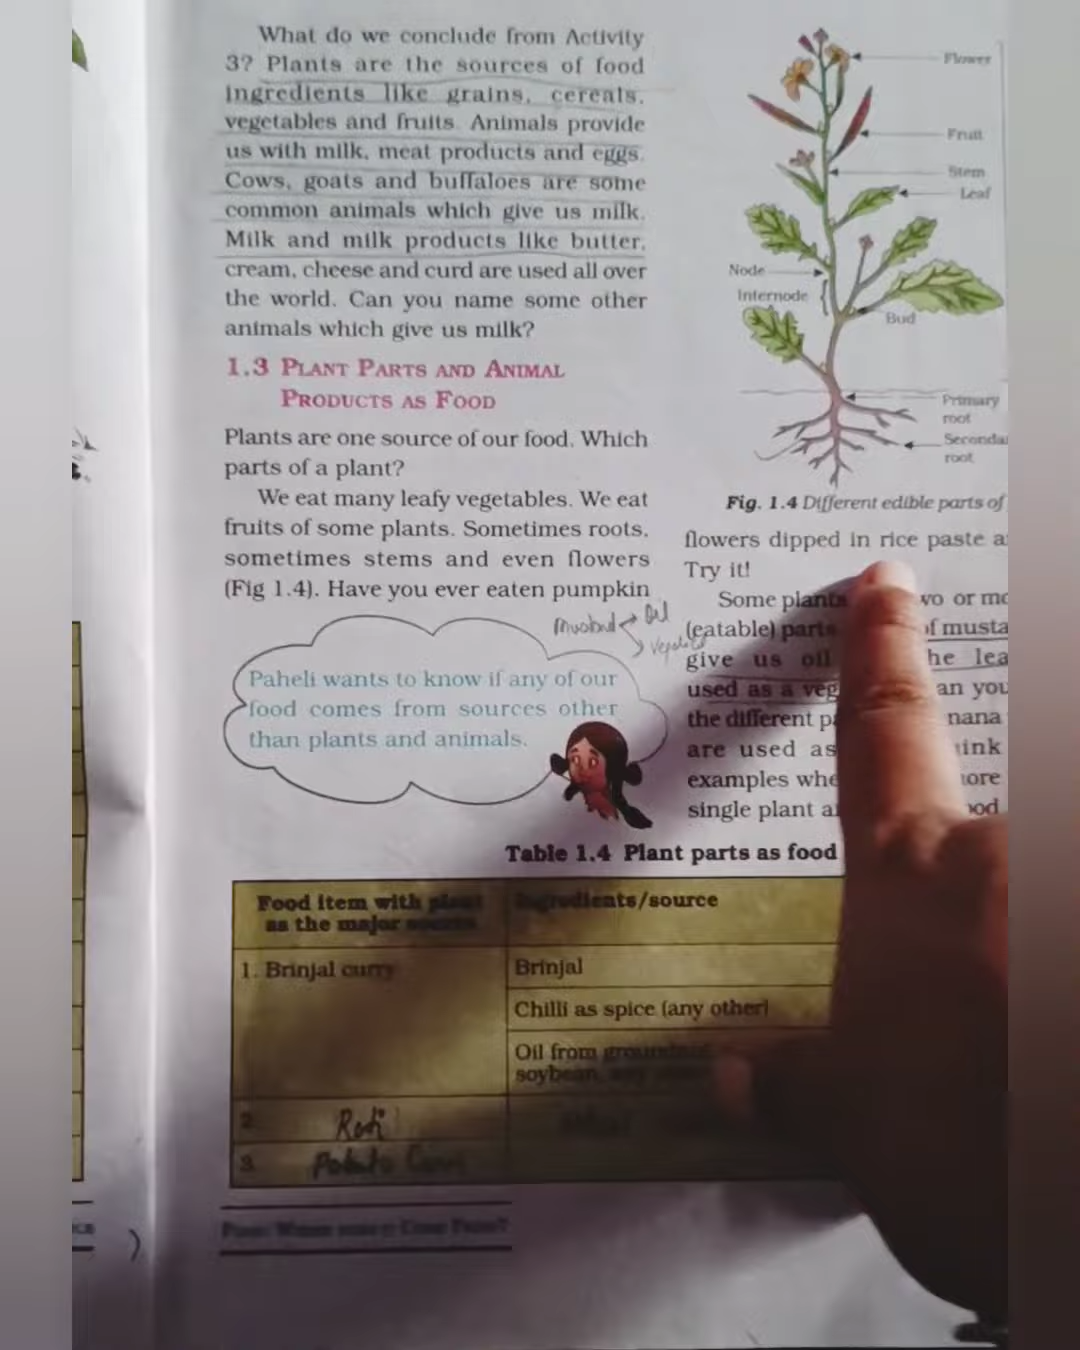 What do we conclude from Activity
3? Plants are the sources of food
ingredients like grains, cereals,
vegetables and fruits. Animals provide
us with milk, meat products and eggs.
Cows, goats and buffaloes are some
common animals which give us milk.
Milk and milk products like butter,
cream, cheese and curd are used all over
the world. Can you name some other
animals which give us milk?
1.3 PLANT PARTS AND ANIMAL
PRODUCTS AS FOOD
Plants are one source of our food. Which
parts of a plant?
We eat many leafy vegetables. We eat
fruits of some plants. Sometimes roots,
sometimes stems and even flowers
(Fig 1.4). Have you ever eaten pumpkin
Paheli wants to know if any of our
food comes from sources other
than plants and animals.
Flower
Fruit
Stem
Leaf
Node
Internode
Bud
Primary
root
root
Fig. 1.4 Different edible parts of
flowers dipped in rice paste
Try it!
Some plants or
(eatable) parts
give us oil
used as a you
the different
are used as
examples
single plant
Mustard Oil
Table 1.4 Plant parts as food
Food item with plant
as the major source
Ingredients/source
1. Brinjal curry
Brinjal
Chilli as spice (any other)
Oil from groundnut
soybean,
2. Roti
3. Potato